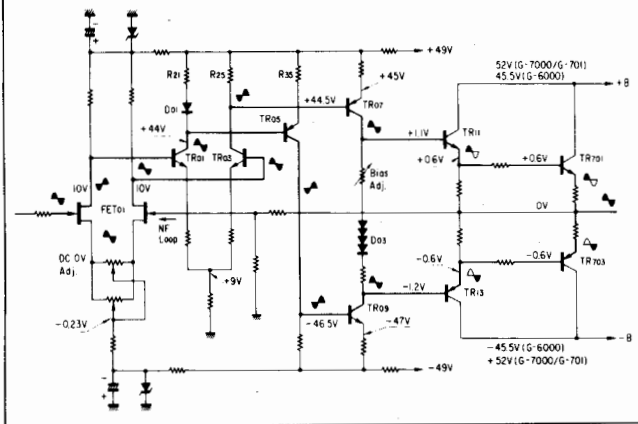 +49V
52V(G-7000/G-701)
45.5V(G-6000)
+B
R21
R25
R35
+45V
D01
+44.5V
TR07
TR05
+44V
+1.1V
TR11
TR01
TR03
+0.6V
+0.6V
TR701
10V
10V
Bias
Adj.
FET01
NF
Loop
0V
DC 0V
Adj.
D03
+9V
-0.6V
-0.6V
TR703
-1.2V
TR13
TR09
-0.23V
-46.5V
-47V
-B
-45.5V(G-6000)
+52V(G-7000/G-701)
-49V
-
+
-
+